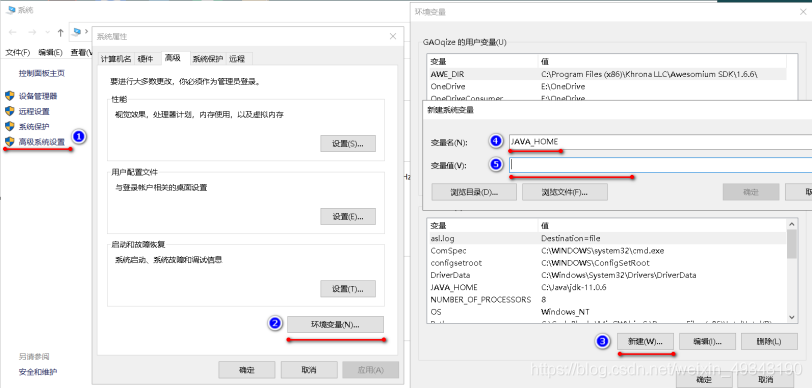 系统
文件(F) 编辑(E) 查看(V
控制面板主页
设备管理器
远程设置
系统保护
高级系统设置
1
另请参阅
安全和维护
系统属性
计算机名 硬件 高级 系统保护 远程
要进行大多数更改，你必须作为管理员登录。
性能
视觉效果，处理器计划，内存使用，以及虚拟内存
设置(S)...
用户配置文件
与登录帐户相关的桌面设置
设置(E)...
启动和故障恢复
系统启动、系统故障和调试信息
设置(T)...
2
环境变量(N)...
确定 取消 应用(A)
环境变量
GAOqize 的用户变量(U)
变量 值
AWE_DIR C:\Program Files (x86)\Khrona LLC\Awesomium SDK\1.6.6\
OneDrive E:\OneDrive
OneDriveConsumer E:\OneDrive
新建系统变量
变量名(N): 4 JAVA_HOME
变量值(V): 5
浏览目录(D)... 浏览文件(F)... 确定
变量 值
asl.log Destination=file
ComSpec C:\WINDOWS\system32\cmd.exe
configsetroot C:\WINDOWS\ConfigSetRoot
DriverData C:\Windows\System32\Drivers\DriverData
JAVA_HOME C:\Java\jdk-11.0.6
NUMBER_OF_PROCESSORS 8
OS Windows_NT
3 新建(W)... 编辑(I)... 删除(L)
确定 取消
https://blog.csdn.net/weixin_49343190